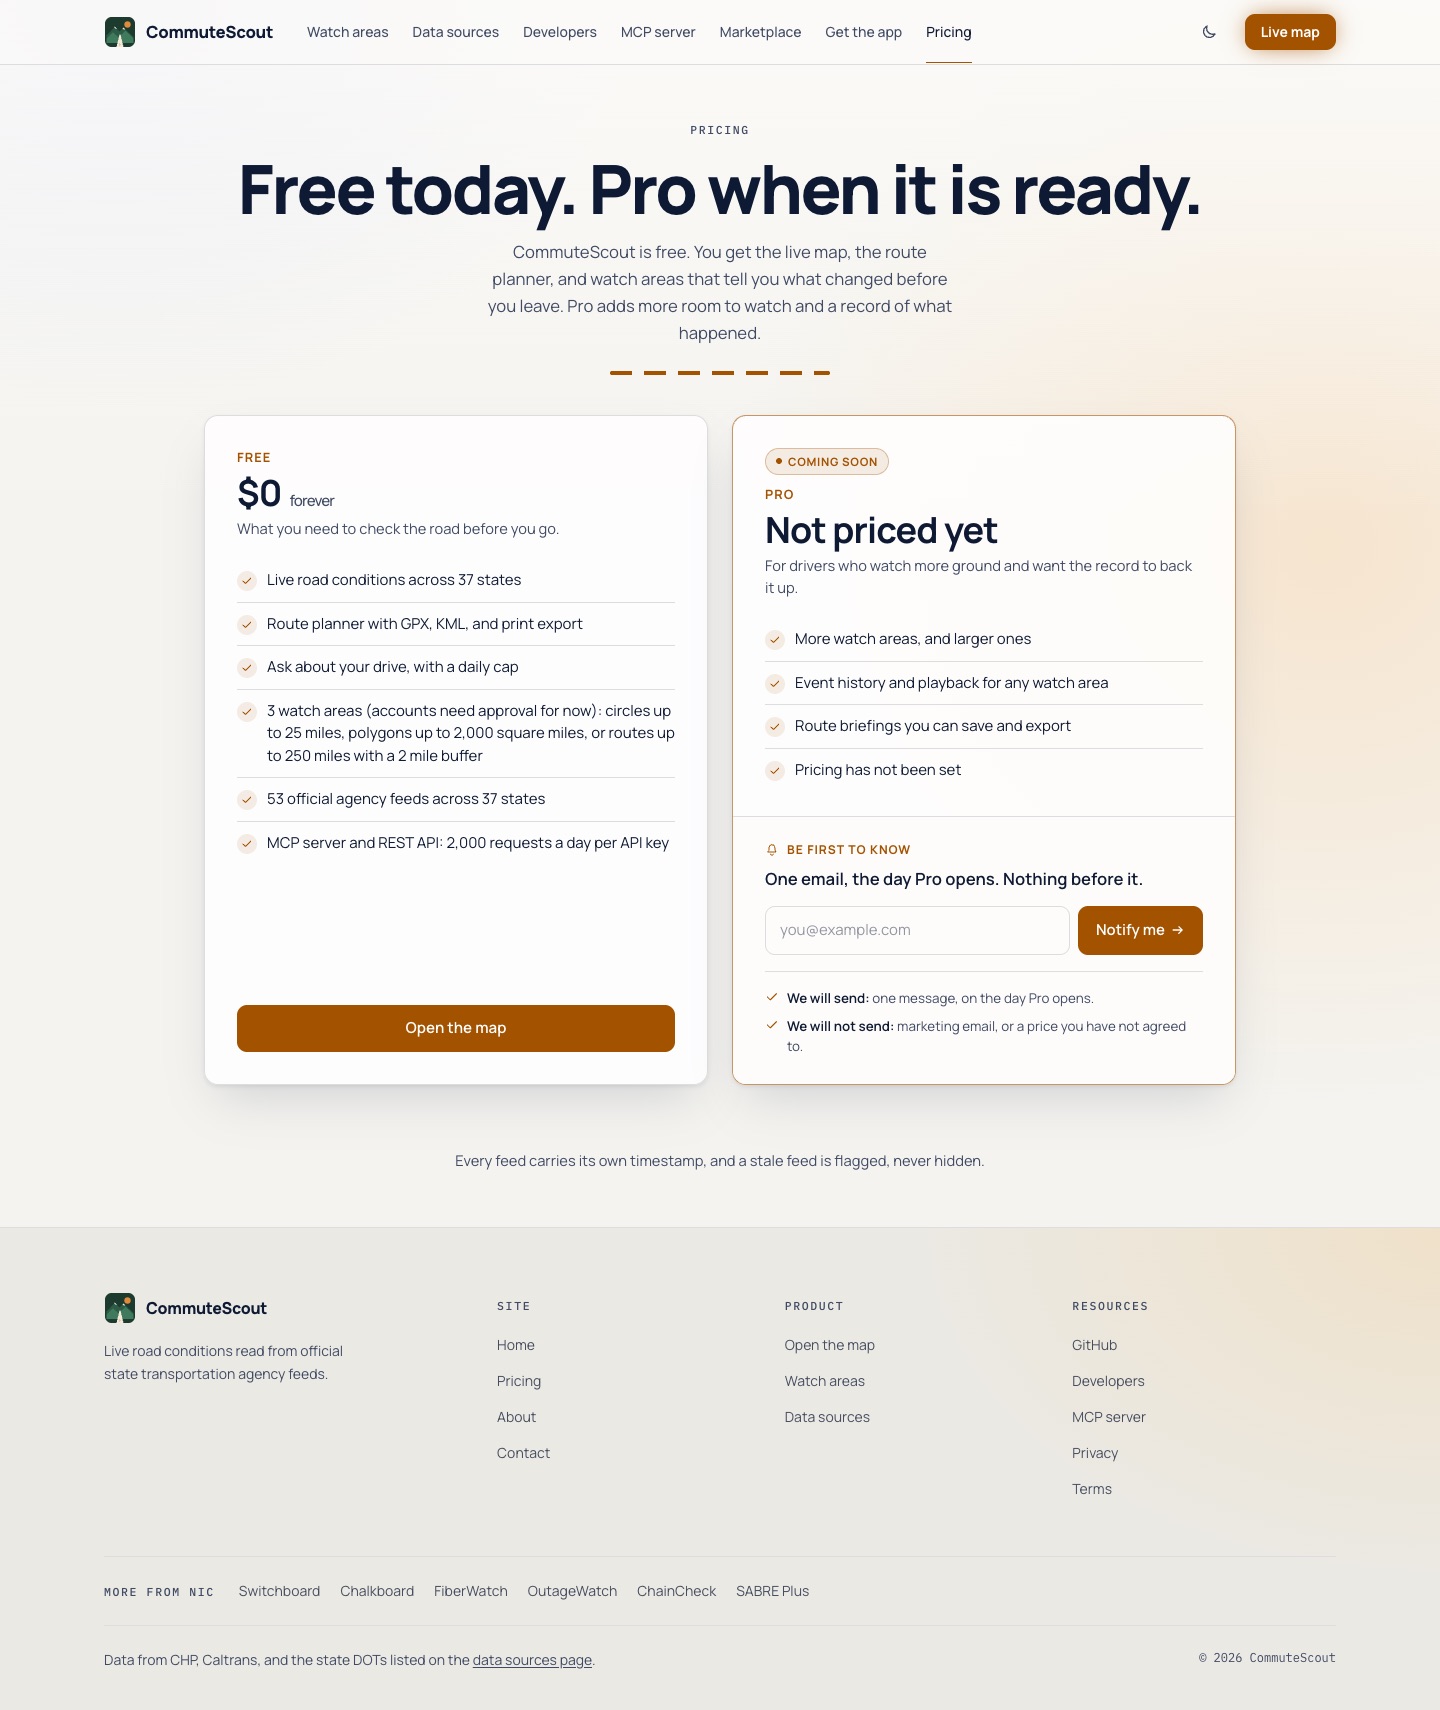 CommuteScout
Watch areas
Data sources
Developers
MCP server
Marketplace
Get the app
Pricing
Live map
PRICING
Free today. Pro when it is ready.
CommuteScout is free. You get the live map, the route
planner, and watch areas that tell you what changed before
you leave. Pro adds more room to watch and a record of what
happened.
FREE
$0 forever
What you need to check the road before you go.
Live road conditions across 37 states
Route planner with GPX, KML, and print export
Ask about your drive, with a daily cap
3 watch areas (accounts need approval for now): circles up
to 25 miles, polygons up to 2,000 square miles, or routes up
to 250 miles with a 2 mile buffer
53 official agency feeds across 37 states
MCP server and REST API: 2,000 requests a day per API key
Open the map
COMING SOON
PRO
Not priced yet
For drivers who watch more ground and want the record to back
it up.
More watch areas, and larger ones
Event history and playback for any watch area
Route briefings you can save and export
Pricing has not been set
BE FIRST TO KNOW
One email, the day Pro opens. Nothing before it.
you@example.com
Notify me →
We will send: one message, on the day Pro opens.
We will not send: marketing email, or a price you have not agreed
to.
Every feed carries its own timestamp, and a stale feed is flagged, never hidden.
CommuteScout
Live road conditions read from official
state transportation agency feeds.
SITE
Home
Pricing
About
Contact
PRODUCT
Open the map
Watch areas
Data sources
RESOURCES
GitHub
Developers
MCP server
Privacy
Terms
MORE FROM NIC
Switchboard
Chalkboard
FiberWatch
OutageWatch
ChainCheck
SABRE Plus
Data from CHP, Caltrans, and the state DOTs listed on the data sources page.
© 2026 CommuteScout